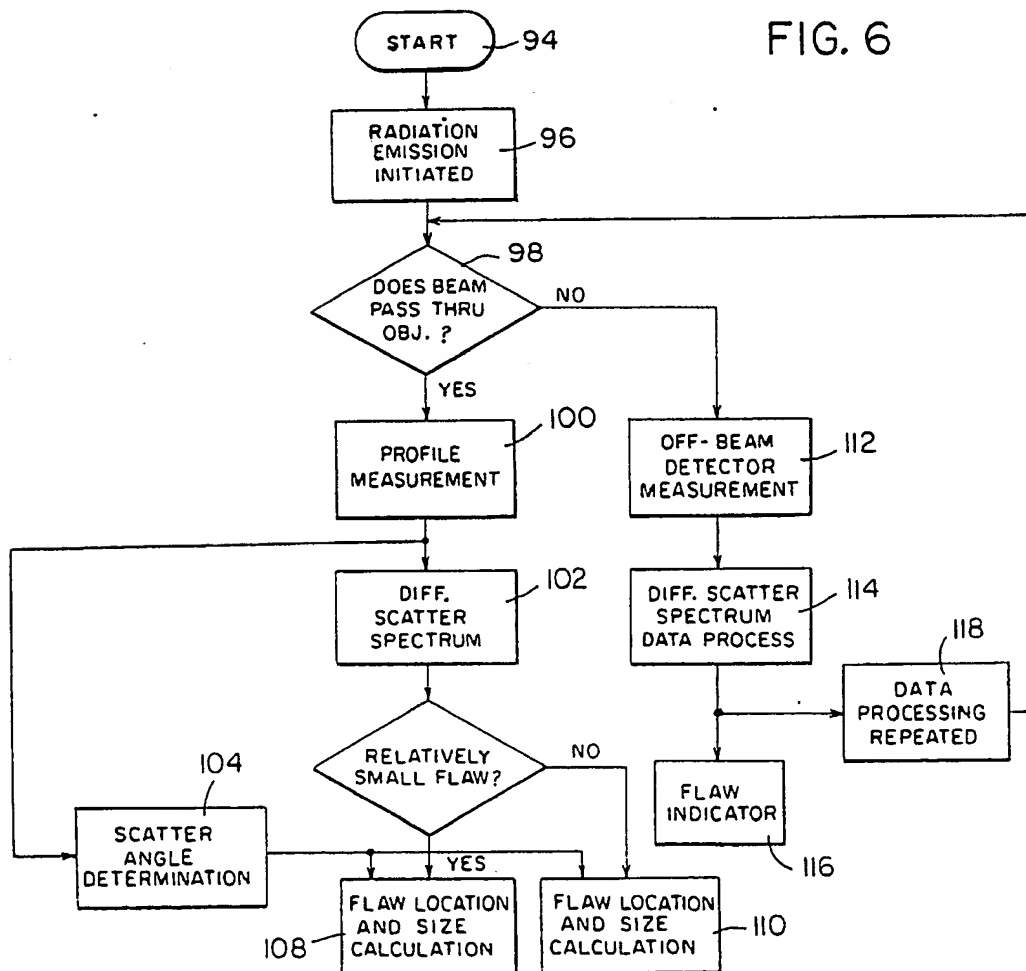 FIG. 6
START
94
RADIATION
EMISSION
INITIATED
96
98
DOES BEAM
PASS THRU
OBJ. ?
NO
YES
100
PROFILE
MEASUREMENT
OFF-BEAM
DETECTOR
MEASUREMENT
112
102
DIFF.
SCATTER
SPECTRUM
DIFF. SCATTER
SPECTRUM
DATA PROCESS
114
118
DATA
PROCESSING
REPEATED
RELATIVELY
SMALL FLAW?
NO
YES
FLAW
INDICATOR
116
104
SCATTER
ANGLE
DETERMINATION
108
FLAW LOCATION
AND SIZE
CALCULATION
FLAW LOCATION
AND SIZE
CALCULATION
110